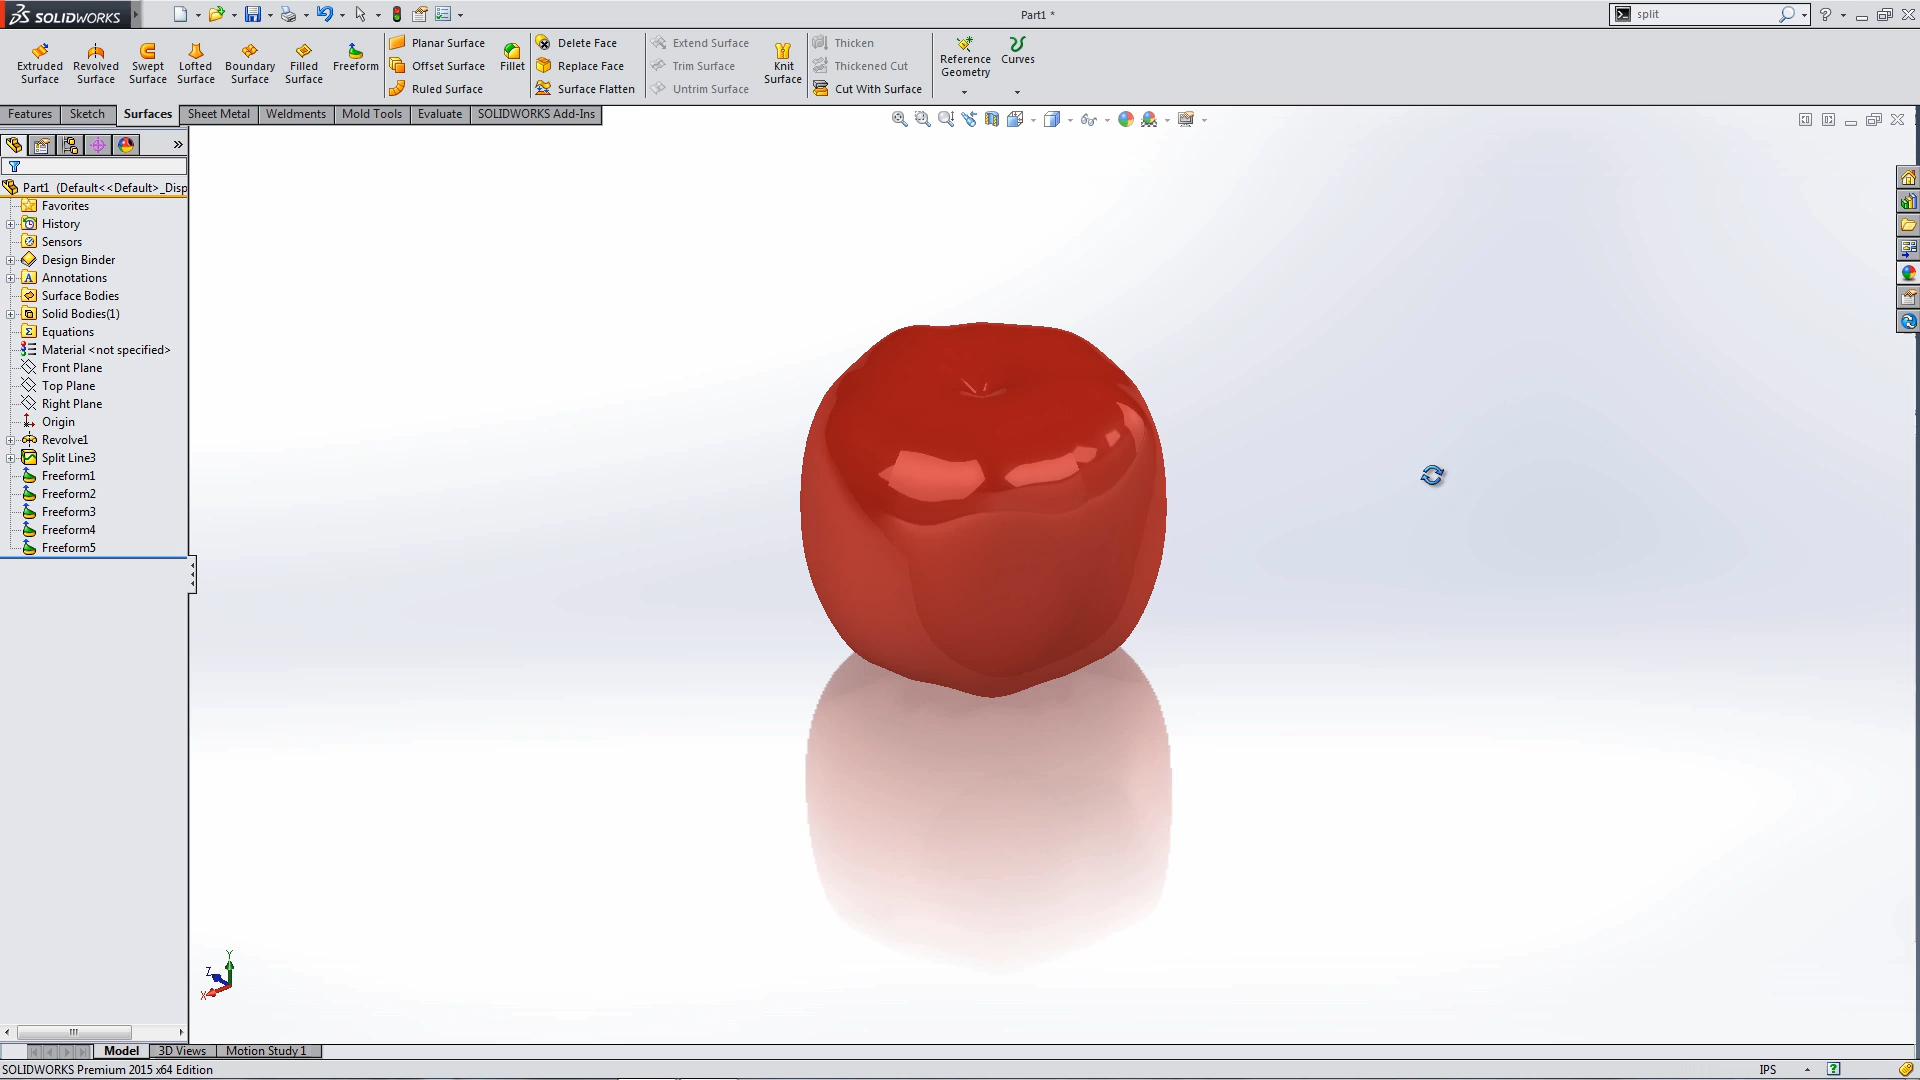 SOLIDWORKS
Part1 *
split
Extruded Surface
Revolved Surface
Swept Surface
Lofted Surface
Boundary Surface
Filled Surface
Freeform
Planar Surface
Offset Surface
Ruled Surface
Fillet
Delete Face
Replace Face
Surface Flatten
Extend Surface
Trim Surface
Untrim Surface
Knit Surface
Thicken
Thickened Cut
Cut With Surface
Reference Geometry
Curves
Features Sketch Surfaces Sheet Metal Weldments Mold Tools Evaluate SOLIDWORKS Add-Ins
Part1 (Default<<Default>_Disp
Favorites
History
Sensors
Design Binder
Annotations
Surface Bodies
Solid Bodies(1)
Equations
Material <not specified>
Front Plane
Top Plane
Right Plane
Origin
Revolve1
Split Line3
Freeform1
Freeform2
Freeform3
Freeform4
Freeform5
Y
Z
X
Model 3D Views Motion Study 1
SOLIDWORKS Premium 2015 x64 Edition
IPS